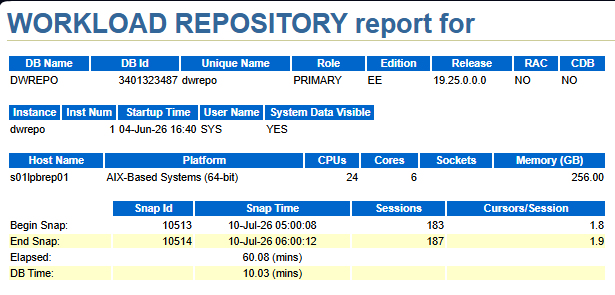 WORKLOAD REPOSITORY report for
DB Name DB Id Unique Name Role Edition Release RAC CDB
DWREPO 3401323487 dwrepo PRIMARY EE 19.25.0.0.0 NO NO
Instance Inst Num Startup Time User Name System Data Visible
dwrepo 1 04-Jun-26 16:40 SYS YES
Host Name Platform CPUs Cores Sockets Memory (GB)
s01lpbrep01 AIX-Based Systems (64-bit) 24 6 256.00
Snap Id Snap Time Sessions Cursors/Session
Begin Snap: 10513 10-Jul-26 05:00:08 183 1.8
End Snap: 10514 10-Jul-26 06:00:12 187 1.9
Elapsed: 60.08 (mins)
DB Time: 10.03 (mins)